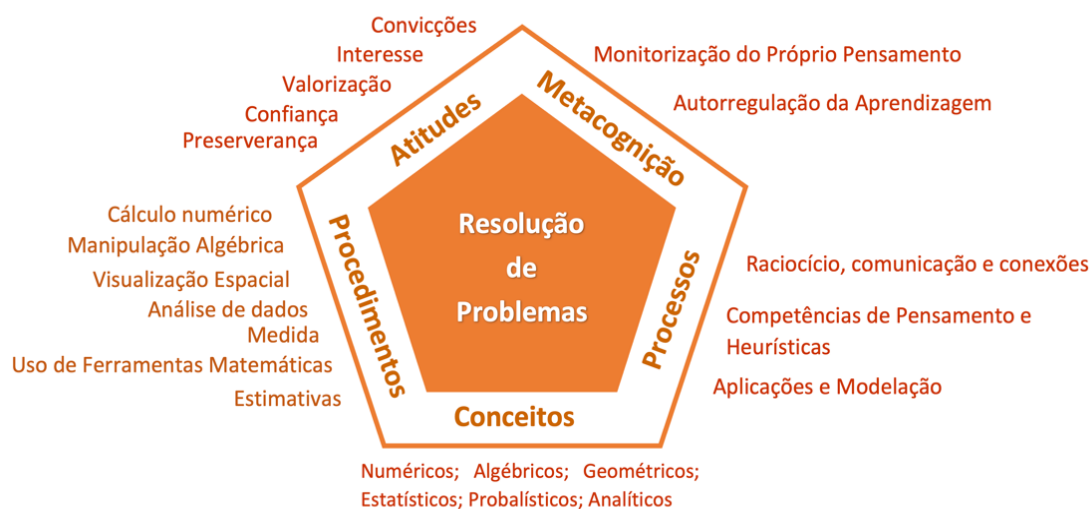 Convicções
Interesse
Valorização
Confiança
Preserverança
Atitudes
Metacognição
Monitorização do Próprio Pensamento
Autorregulação da Aprendizagem
Cálculo numérico
Manipulação Algébrica
Visualização Espacial
Análise de dados
Medida
Uso de Ferramentas Matemáticas
Estimativas
Procedimentos
Resolução
de
Problemas
Processos
Raciocício, comunicação e conexões
Competências de Pensamento e
Heurísticas
Aplicações e Modelação
Conceitos
Numéricos; Algébricos; Geométricos;
Estatísticos; Probalísticos; Analíticos